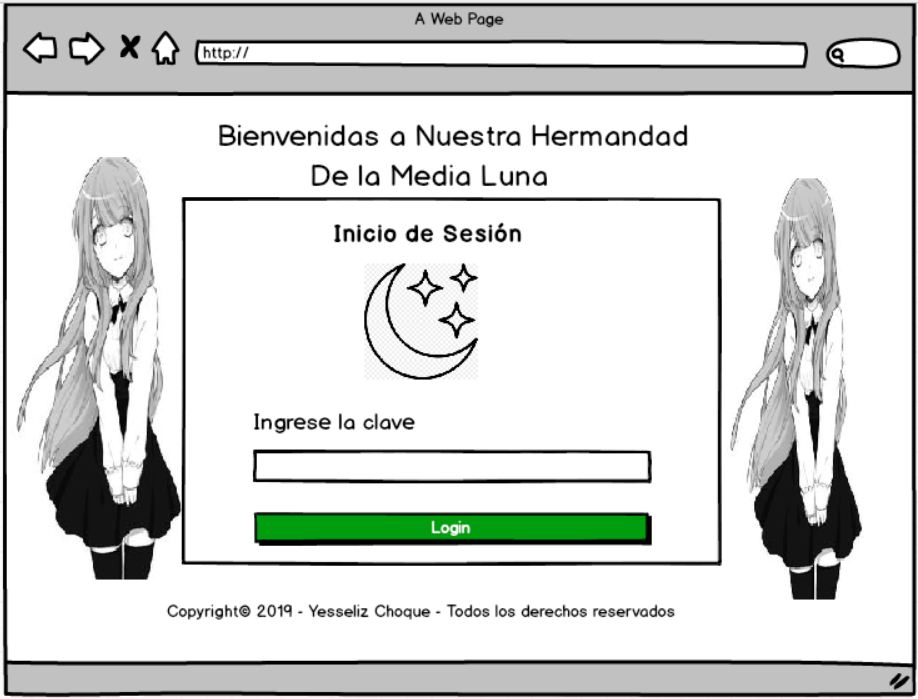 A Web Page
http://
Bienvenidas a Nuestra Hermandad
De la Media Luna
Inicio de Sesión
Ingrese la clave
Login
Copyright© 2019 - Yesseliz Choque - Todos los derechos reservados